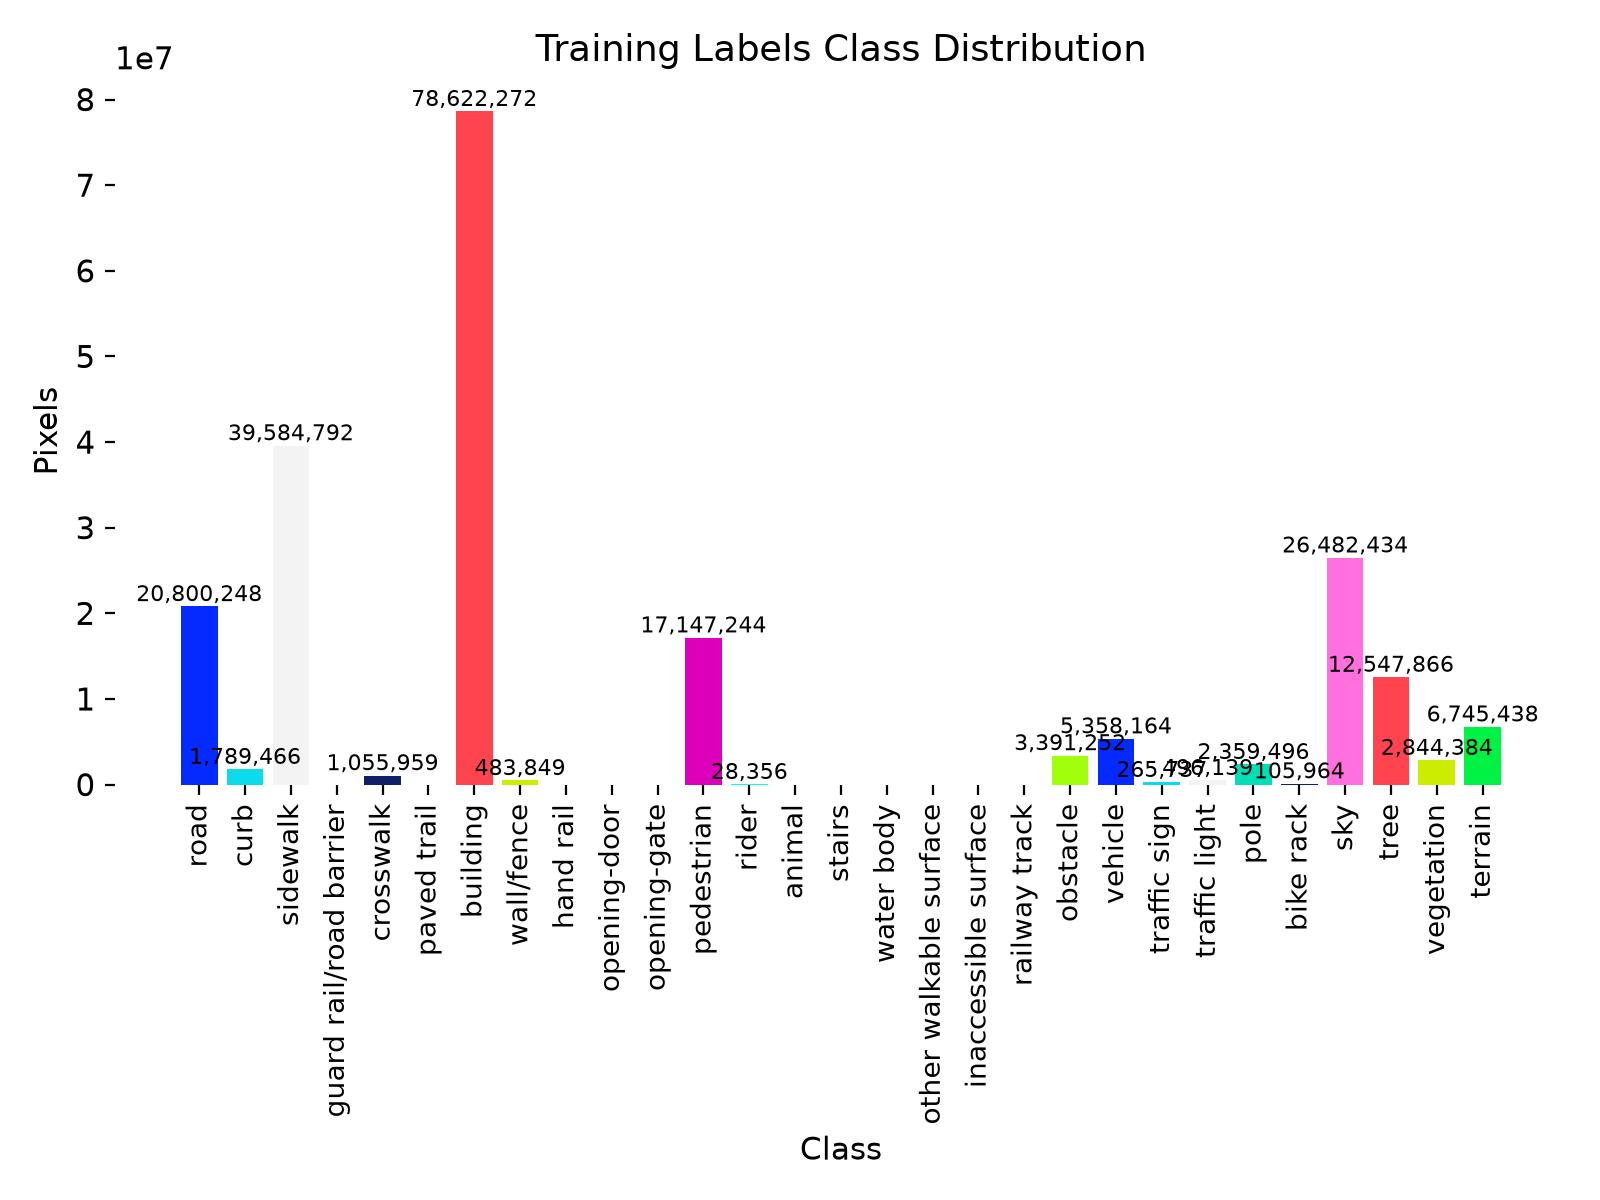 Training Labels Class Distribution
1e7
8
7
6
5
4
3
2
1
0
Pixels
20,800,248
1,789,466
39,584,792
1,055,959
78,622,272
483,849
17,147,244
28,356
3,391,252
5,358,164
2,359,496
105,964
26,482,434
12,547,866
2,844,384
6,745,438
road
curb
sidewalk
guard rail/road barrier
crosswalk
paved trail
building
wall/fence
hand rail
opening-door
opening-gate
pedestrian
rider
animal
stairs
water body
other walkable surface
inaccessible surface
railway track
obstacle
vehicle
traffic sign
traffic light
pole
bike rack
sky
tree
vegetation
terrain
Class